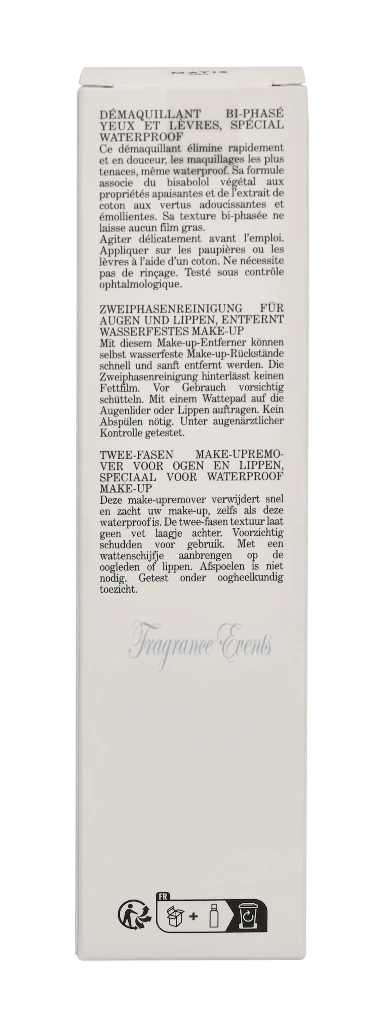 MATIS
DÉMAQUILLANT BI-PHASÉ
YEUX ET LÈVRES, SPÉCIAL
WATERPROOF
Ce démaquillant élimine rapidement
et en douceur, les maquillages les plus
tenaces, même waterproof. Sa formule
associe du bisabolol végétal aux
propriétés apaisantes et de l'extrait de
coton aux vertus adoucissantes et
émollientes. Sa texture bi-phasée ne
laisse aucun film gras.
Agiter délicatement avant l'emploi.
Appliquer sur les paupières ou les
lèvres à l'aide d'un coton. Ne nécessite
pas de rinçage. Testé sous contrôle
ophtalmologique.
ZWEIPHASENREINIGUNG FÜR
AUGEN UND LIPPEN, ENTFERNT
WASSERFESTES MAKE-UP
Mit diesem Make-up-Entferner können
selbst wasserfeste Make-up-Rückstände
schnell und sanft entfernt werden. Die
Zweiphasenreinigung hinterlässt keinen
Fettfilm. Vor Gebrauch vorsichtig
schütteln. Mit einem Wattepad auf die
Augenlider oder Lippen auftragen. Kein
Abspülen nötig. Unter augenärztlicher
Kontrolle getestet.
TWEE-FASEN MAKE-UPREMO-
VER VOOR OGEN EN LIPPEN,
SPECIAAL VOOR WATERPROOF
MAKE-UP
Deze make-upremover verwijdert snel
en zacht uw make-up, zelfs als deze
waterproof is. De twee-fasen textuur laat
geen vet laagje achter. Voorzichtig
schudden voor gebruik. Met een
wattenschijfje aanbrengen op de
oogleden of lippen. Afspoelen is niet
nodig. Getest onder oogheelkundig
toezicht.
Fragrance Events
FR